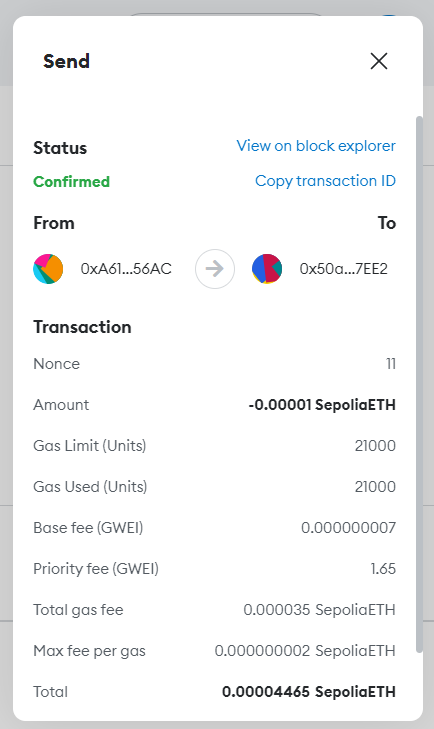 Send
Status View on block explorer
Confirmed Copy transaction ID
From To
0xA61...56AC 0x50a...7EE2
Transaction
Nonce 11
Amount -0.00001 SepoliaETH
Gas Limit (Units) 21000
Gas Used (Units) 21000
Base fee (GWEI) 0.000000007
Priority fee (GWEI) 1.65
Total gas fee 0.000035 SepoliaETH
Max fee per gas 0.000000002 SepoliaETH
Total 0.00004465 SepoliaETH